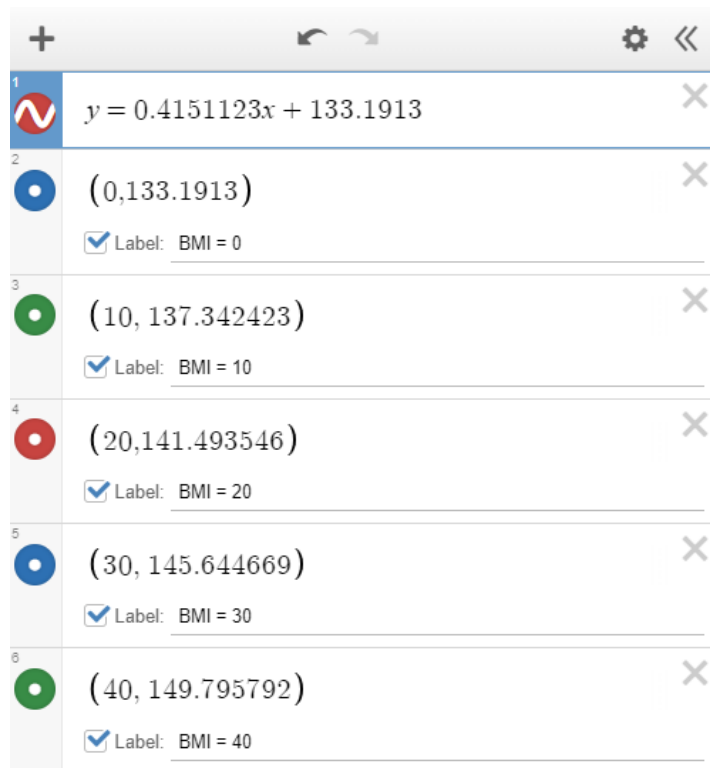 1
y = 0.4151123x + 133.1913
2
(0,133.1913)
Label: BMI = 0
3
(10, 137.342423)
Label: BMI = 10
4
(20,141.493546)
Label: BMI = 20
5
(30, 145.644669)
Label: BMI = 30
6
(40, 149.795792)
Label: BMI = 40